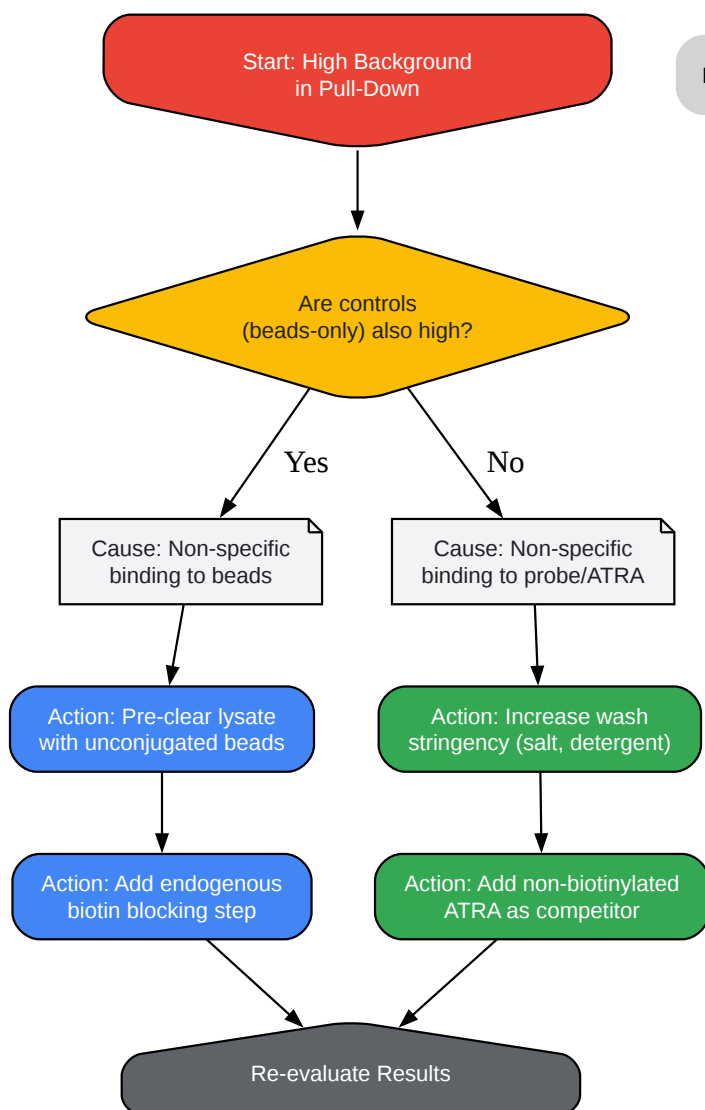 Start: High Background
in Pull-Down
Are controls
(beads-only) also high?
Yes
No
Cause: Non-specific
binding to beads
Cause: Non-specific
binding to probe/ATRA
Action: Pre-clear lysate
with unconjugated beads
Action: Increase wash
stringency (salt, detergent)
Action: Add endogenous
biotin blocking step
Action: Add non-biotinylated
ATRA as competitor
Re-evaluate Results